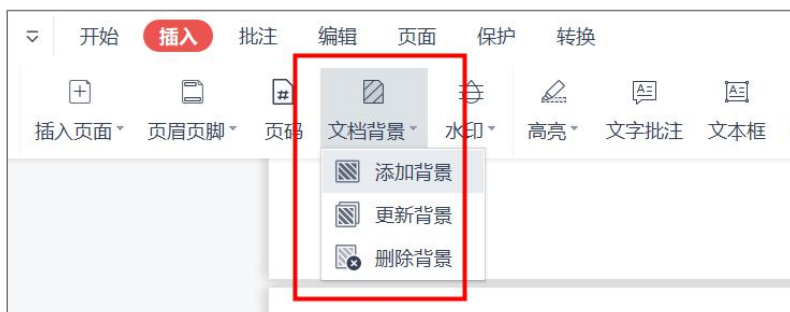 开始 插入 批注 编辑 页面 保护 转换
插入页面 页眉页脚 页码 文档背景 水印 高亮 文字批注 文本框
添加背景
更新背景
删除背景